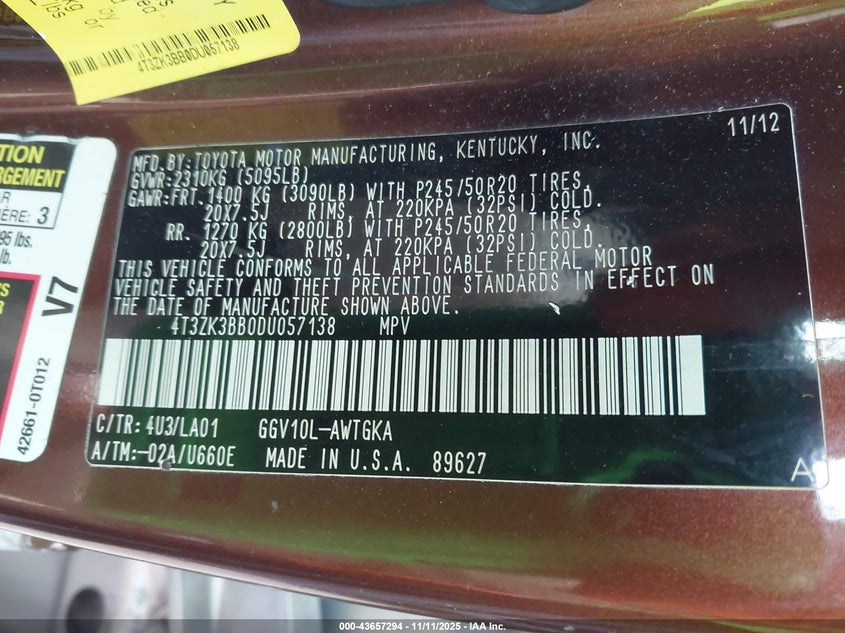 4T3ZK3BB0DU057138
11/12
MFD. BY: TOYOTA MOTOR MANUFACTURING, KENTUCKY, INC.
GVWR: 2310KG (5095LB)
GAWR: FRT. 1400 KG (3090LB) WITH P245/50R20 TIRES,
20X7.5J RIMS, AT 220KPA (32PSI) COLD.
RR. 1270 KG (2800LB) WITH P245/50R20 TIRES,
20X7.5J RIMS, AT 220KPA (32PSI) COLD.
THIS VEHICLE CONFORMS TO ALL APPLICABLE FEDERAL MOTOR
VEHICLE SAFETY AND THEFT PREVENTION STANDARDS IN EFFECT ON
THE DATE OF MANUFACTURE SHOWN ABOVE.
4T3ZK3BB0DU057138 MPV
C/TR: 4U3/LA01 GGV10L-AWTGKA
A/TM: -02A/U660E MADE IN U.S.A. 89627
A
3
95 lbs.
lb.
V7
42661-0T012
000-43657294 - 11/11/2025 - IAA Inc.